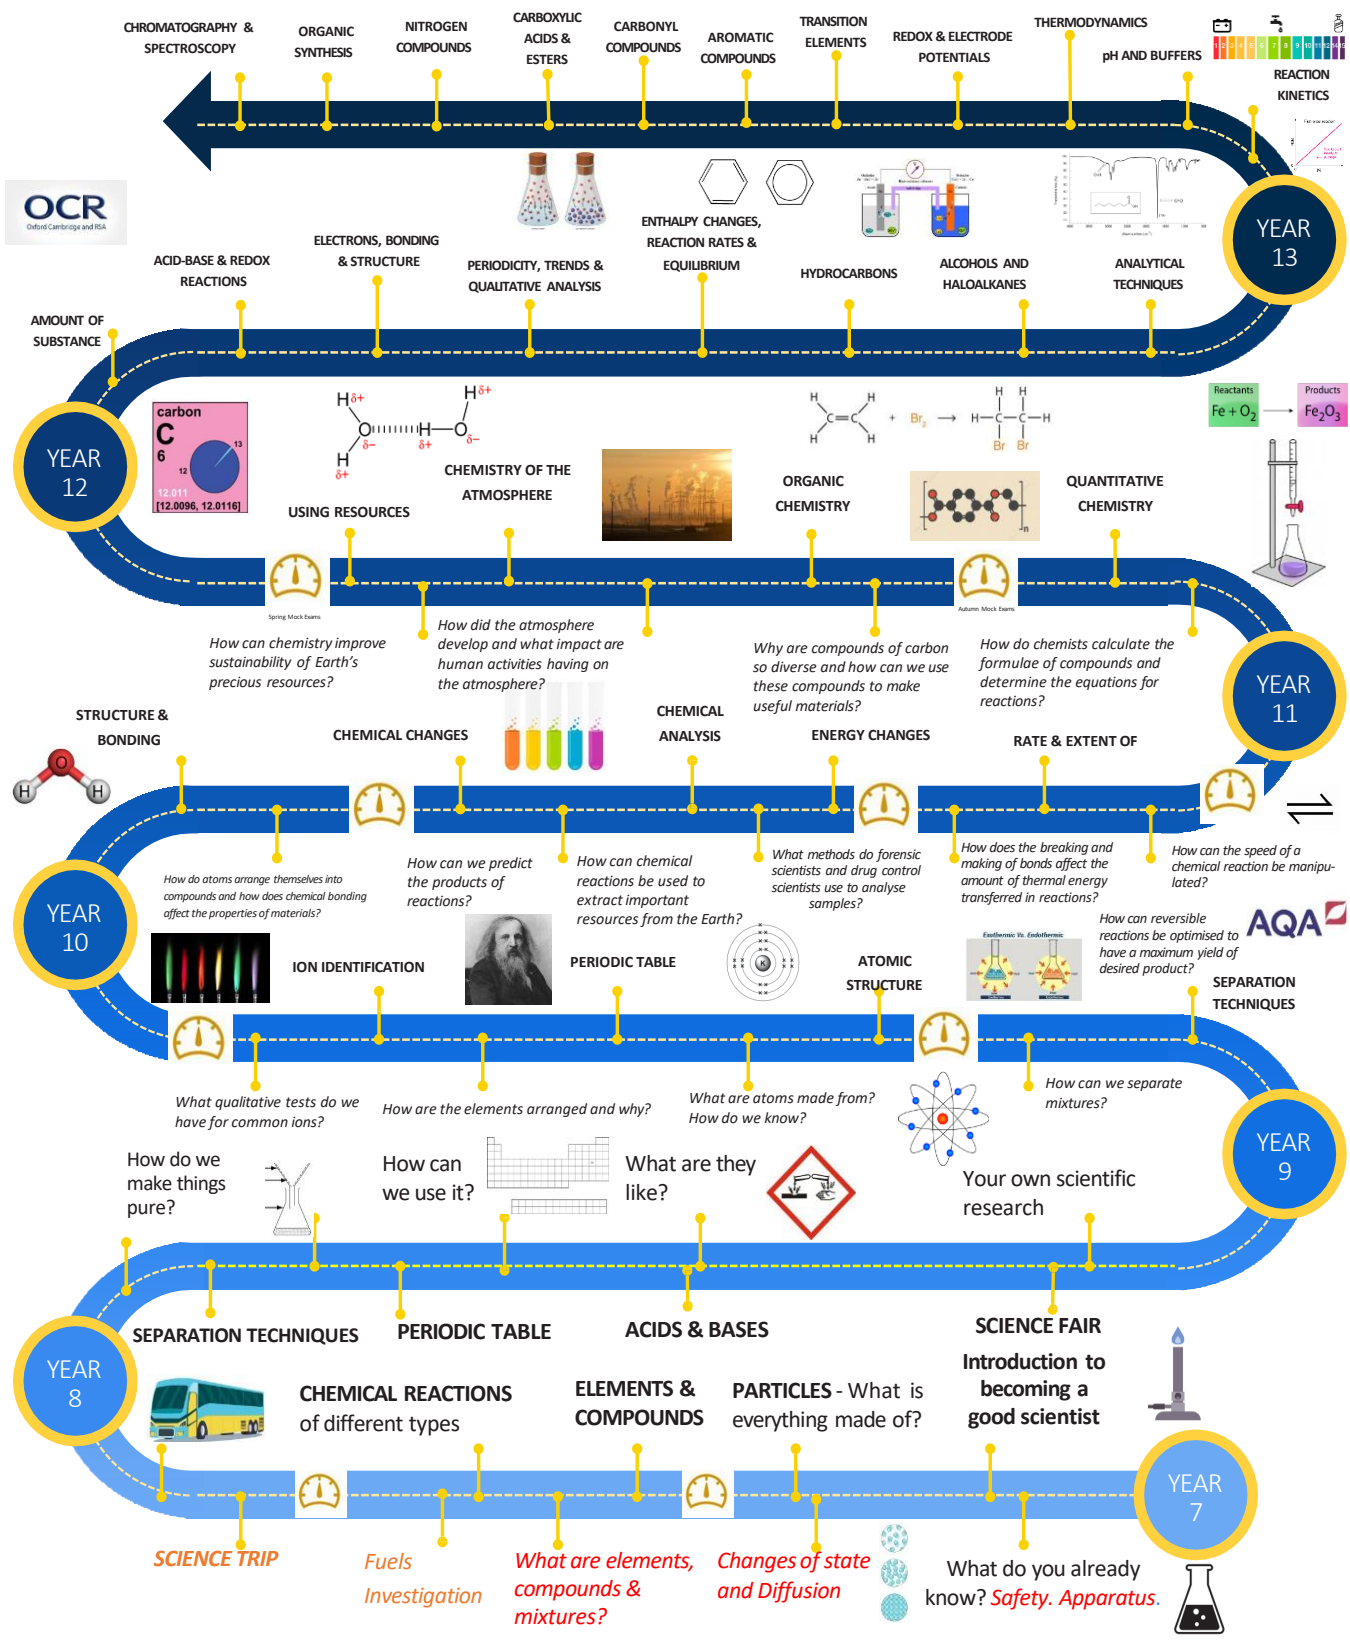 CHROMATOGRAPHY &
SPECTROSCOPY
ORGANIC
SYNTHESIS
NITROGEN
COMPOUNDS
CARBOXYLIC
ACIDS &
ESTERS
CARBONYL
COMPOUNDS
AROMATIC
COMPOUNDS
TRANSITION
ELEMENTS
REDOX & ELECTRODE
POTENTIALS
THERMODYNAMICS
pH AND BUFFERS
REACTION
KINETICS
YEAR
13
OCR
Oxford Cambridge and RSA
AMOUNT OF
SUBSTANCE
ACID-BASE & REDOX
REACTIONS
ELECTRONS, BONDING
& STRUCTURE
PERIODICITY, TRENDS &
QUALITATIVE ANALYSIS
ENTHALPY CHANGES,
REACTION RATES &
EQUILIBRIUM
HYDROCARBONS
ALCOHOLS AND
HALOALKANES
ANALYTICAL
TECHNIQUES
YEAR
12
carbon
C
6
13
12
12.011
[12.0096, 12.0116]
H δ+
H δ+
O H O
δ− δ+ δ−
H
δ+
H H
C=C
H H
+ Br2 →
H H
H C C H
Br Br
Reactants
Fe + O2
Products
Fe2O3
USING RESOURCES
CHEMISTRY OF THE
ATMOSPHERE
ORGANIC
CHEMISTRY
n
QUANTITATIVE
CHEMISTRY
Spring Mock Exams
Autumn Mock Exams
How can chemistry improve
sustainability of Earth's
precious resources?
How did the atmosphere
develop and what impact are
human activities having on
the atmosphere?
Why are compounds of carbon
so diverse and how can we use
these compounds to make
useful materials?
How do chemists calculate the
formulae of compounds and
determine the equations for
reactions?
YEAR
11
STRUCTURE &
BONDING
O
H H
CHEMICAL CHANGES
CHEMICAL
ANALYSIS
ENERGY CHANGES
RATE & EXTENT OF
How do atoms arrange themselves into
compounds and how does chemical bonding
affect the properties of materials?
How can we predict
the products of
reactions?
How can chemical
reactions be used to
extract important
resources from the Earth?
What methods do forensic
scientists and drug control
scientists use to analyse
samples?
How does the breaking and
making of bonds affect the
amount of thermal energy
transferred in reactions?
How can the speed of a
chemical reaction be manipu-
lated?
How can reversible
reactions be optimised to
have a maximum yield of
desired product?
AQA
YEAR
10
ION IDENTIFICATION
PERIODIC TABLE
K
ATOMIC
STRUCTURE
Exothermic Vs. Endothermic
SEPARATION
TECHNIQUES
What qualitative tests do we
have for common ions?
How are the elements arranged and why?
What are atoms made from?
How do we know?
How can we separate
mixtures?
YEAR
9
How do we
make things
pure?
How can
we use it?
What are they
like?
Your own scientific
research
SEPARATION TECHNIQUES
PERIODIC TABLE
ACIDS & BASES
SCIENCE FAIR
YEAR
8
CHEMICAL REACTIONS
of different types
ELEMENTS &
COMPOUNDS
PARTICLES - What is
everything made of?
Introduction to
becoming a
good scientist
YEAR
7
SCIENCE TRIP
Fuels
Investigation
What are elements,
compounds &
mixtures?
Changes of state
and Diffusion
What do you already
know? Safety. Apparatus.